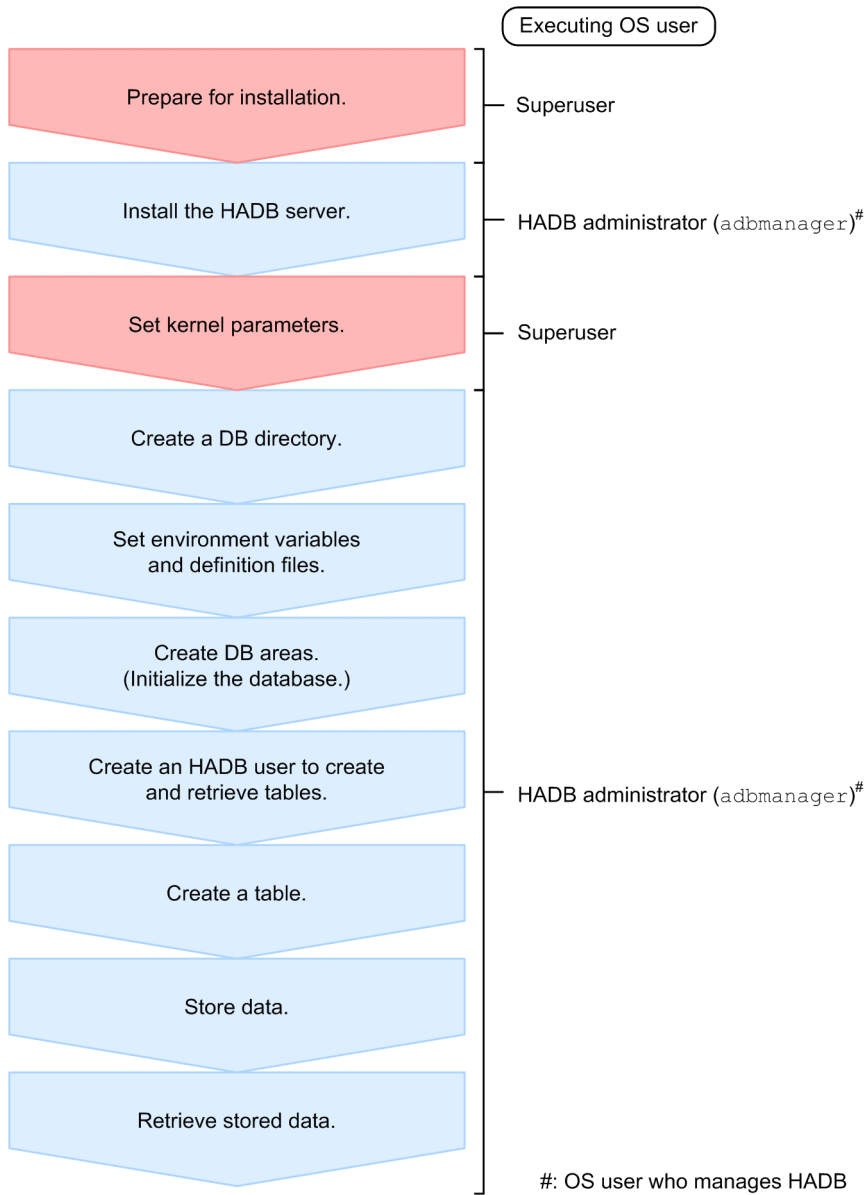 Executing OS user
Prepare for installation.
Superuser
Install the HADB server.
HADB administrator (adbmanager)#
Set kernel parameters.
Superuser
Create a DB directory.
Set environment variables
and definition files.
Create DB areas.
(Initialize the database.)
Create an HADB user to create
and retrieve tables.
HADB administrator (adbmanager)#
Create a table.
Store data.
Retrieve stored data.
#: OS user who manages HADB